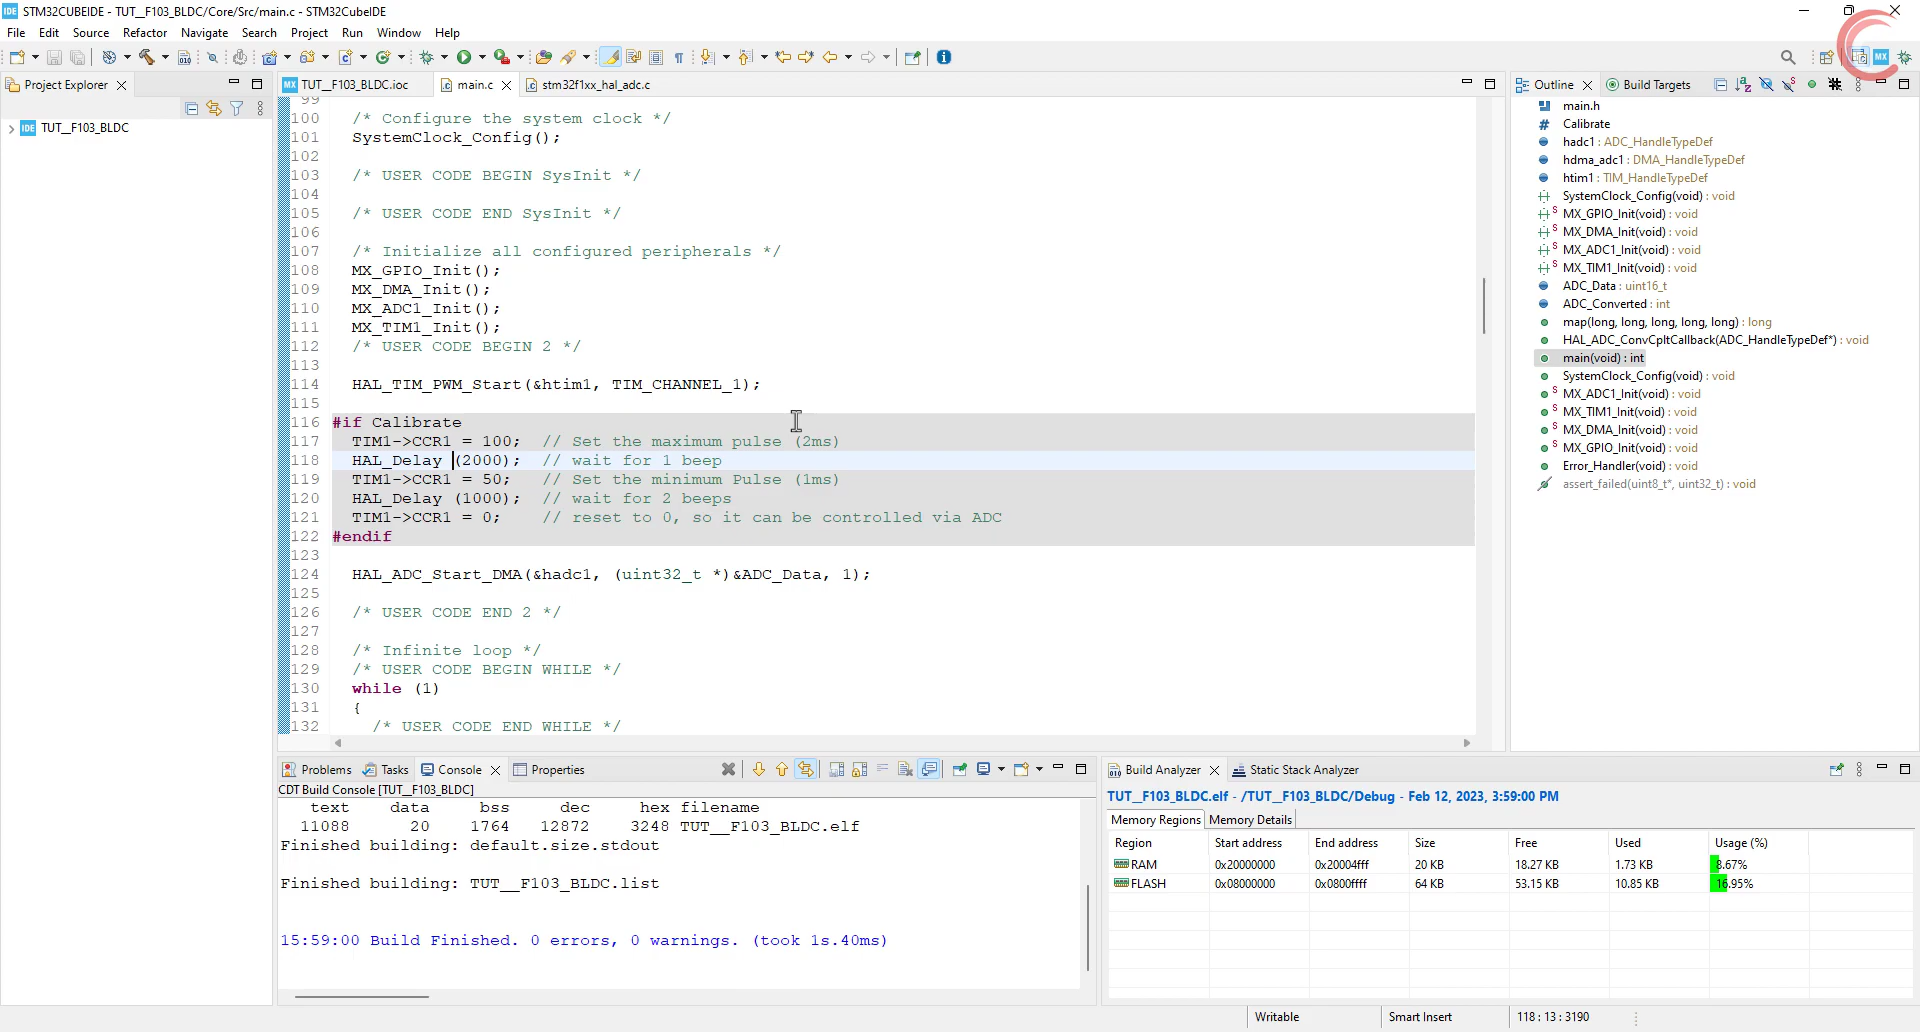 STM32CUBEIDE - TUT__F103_BLDC/Core/Src/main.c - STM32CubeIDE
File Edit Source Refactor Navigate Search Project Run Window Help
Project Explorer
TUT__F103_BLDC
TUT__F103_BLDC.ioc
main.c
stm32f1xx_hal_adc.c
99
100 /* Configure the system clock */
101 SystemClock_Config();
102
103 /* USER CODE BEGIN SysInit */
104
105 /* USER CODE END SysInit */
106
107 /* Initialize all configured peripherals */
108 MX_GPIO_Init();
109 MX_DMA_Init();
110 MX_ADC1_Init();
111 MX_TIM1_Init();
112 /* USER CODE BEGIN 2 */
113
114 HAL_TIM_PWM_Start(&htim1, TIM_CHANNEL_1);
115
116 #if Calibrate
117 TIM1->CCR1 = 100; // Set the maximum pulse (2ms)
118 HAL_Delay (2000); // wait for 1 beep
119 TIM1->CCR1 = 50; // Set the minimum Pulse (1ms)
120 HAL_Delay (1000); // wait for 2 beeps
121 TIM1->CCR1 = 0; // reset to 0, so it can be controlled via ADC
122 #endif
123
124 HAL_ADC_Start_DMA(&hadc1, (uint32_t *)&ADC_Data, 1);
125
126 /* USER CODE END 2 */
127
128 /* Infinite loop */
129 /* USER CODE BEGIN WHILE */
130 while (1)
131 {
132 /* USER CODE END WHILE */
Outline Build Targets
main.h
Calibrate
hadc1 : ADC_HandleTypeDef
hdma_adc1 : DMA_HandleTypeDef
htim1 : TIM_HandleTypeDef
SystemClock_Config(void) : void
MX_GPIO_Init(void) : void
MX_DMA_Init(void) : void
MX_ADC1_Init(void) : void
MX_TIM1_Init(void) : void
ADC_Data : uint16_t
ADC_Converted : int
map(long, long, long, long, long) : long
HAL_ADC_ConvCpltCallback(ADC_HandleTypeDef*) : void
main(void) : int
SystemClock_Config(void) : void
MX_ADC1_Init(void) : void
MX_TIM1_Init(void) : void
MX_DMA_Init(void) : void
MX_GPIO_Init(void) : void
Error_Handler(void) : void
assert_failed(uint8_t*, uint32_t) : void
Problems Tasks Console Properties
CDT Build Console [TUT__F103_BLDC]
text data bss dec hex filename
11088 20 1764 12872 3248 TUT__F103_BLDC.elf
Finished building: default.size.stdout
Finished building: TUT__F103_BLDC.list
15:59:00 Build Finished. 0 errors, 0 warnings. (took 1s.40ms)
Build Analyzer Static Stack Analyzer
TUT__F103_BLDC.elf - /TUT__F103_BLDC/Debug - Feb 12, 2023, 3:59:00 PM
Memory Regions Memory Details
Region Start address End address Size Free Used Usage (%)
RAM 0x20000000 0x20004fff 20 KB 18.27 KB 1.73 KB 8.67%
FLASH 0x08000000 0x0800ffff 64 KB 53.15 KB 10.85 KB 16.95%
Writable Smart Insert 118 : 13 : 3190